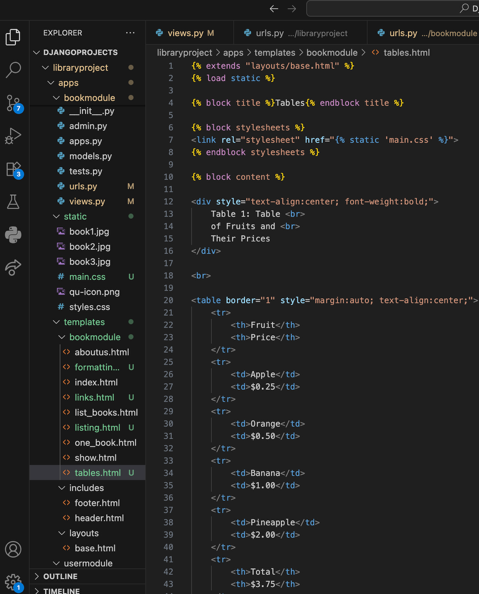 EXPLORER
DJANGOPROJECTS
libraryproject
apps
bookmodule
__init__.py
admin.py
apps.py
models.py
tests.py
urls.py M
views.py M
static
book1.jpg
book2.jpg
book3.jpg
main.css U
qu-icon.png
styles.css
templates
bookmodule
aboutus.html
formattin... U
index.html
links.html U
list_books.html
listing.html U
one_book.html
show.html
tables.html U
includes
footer.html
header.html
layouts
base.html
usermodule
OUTLINE
TIMELINE
7
3
1
D
views.py M
urls.py .../libraryproject
urls.py .../bookmodule
libraryproject > apps > templates > bookmodule > tables.html
1 {% extends "layouts/base.html" %}
2 {% load static %}
3
4 {% block title %}Tables{% endblock title %}
5
6 {% block stylesheets %}
7 <link rel="stylesheet" href="{% static 'main.css' %}">
8 {% endblock stylesheets %}
9
10 {% block content %}
11
12 <div style="text-align:center; font-weight:bold;">
13 Table 1: Table <br>
14 of Fruits and <br>
15 Their Prices
16 </div>
17
18 <br>
19
20 <table border="1" style="margin:auto; text-align:center;">
21 <tr>
22 <th>Fruit</th>
23 <th>Price</th>
24 </tr>
25 <tr>
26 <td>Apple</td>
27 <td>$0.25</td>
28 </tr>
29 <tr>
30 <td>Orange</td>
31 <td>$0.50</td>
32 </tr>
33 <tr>
34 <td>Banana</td>
35 <td>$1.00</td>
36 </tr>
37 <tr>
38 <td>Pineapple</td>
39 <td>$2.00</td>
40 </tr>
41 <tr>
42 <th>Total</th>
43 <th>$3.75</th>